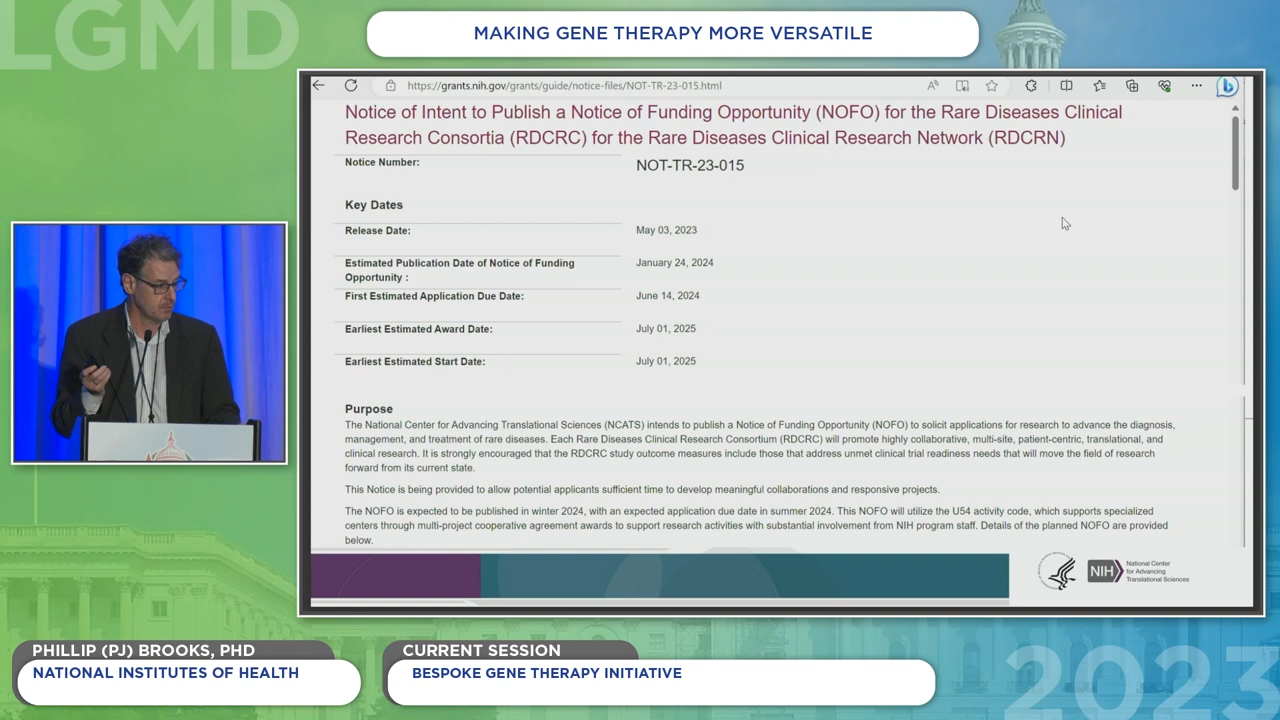 LGMD
MAKING GENE THERAPY MORE VERSATILE
https://grants.nih.gov/grants/guide/notice-files/NOT-TR-23-015.html
Notice of Intent to Publish a Notice of Funding Opportunity (NOFO) for the Rare Diseases Clinical
Research Consortia (RDCRC) for the Rare Diseases Clinical Research Network (RDCRN)
Notice Number:
NOT-TR-23-015
Key Dates
Release Date:
May 03, 2023
Estimated Publication Date of Notice of Funding
Opportunity :
January 24, 2024
First Estimated Application Due Date:
June 14, 2024
Earliest Estimated Award Date:
July 01, 2025
Earliest Estimated Start Date:
July 01, 2025
Purpose
The National Center for Advancing Translational Sciences (NCATS) intends to publish a Notice of Funding Opportunity (NOFO) to solicit applications for research to advance the diagnosis,
management, and treatment of rare diseases. Each Rare Diseases Clinical Research Consortium (RDCRC) will promote highly collaborative, multi-site, patient-centric, translational, and
clinical research. It is strongly encouraged that the RDCRC study outcome measures include those that address unmet clinical trial readiness needs that will move the field of research
forward from its current state.
This Notice is being provided to allow potential applicants sufficient time to develop meaningful collaborations and responsive projects.
The NOFO is expected to be published in winter 2024, with an expected application due date in summer 2024. This NOFO will utilize the U54 activity code, which supports specialized
centers through multi-project cooperative agreement awards to support research activities with substantial involvement from NIH program staff. Details of the planned NOFO are provided
below.
NIH
National Center
for Advancing
Translational Sciences
PHILLIP (PJ) BROOKS, PHD
NATIONAL INSTITUTES OF HEALTH
CURRENT SESSION
BESPOKE GENE THERAPY INITIATIVE
2023